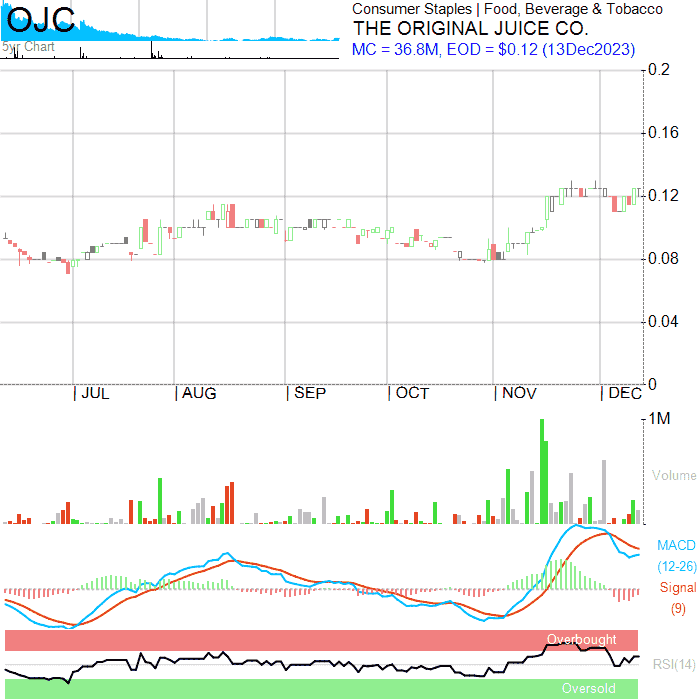 OJC
5yr Chart
Consumer Staples | Food, Beverage & Tobacco
THE ORIGINAL JUICE CO.
MC = 36.8M, EOD = $0.12 (13Dec2023)
0.2
0.16
0.12
0.08
0.04
0
| JUL | AUG | SEP | OCT | NOV | DEC
1M
Volume
MACD
(12-26)
Signal
(9)
Overbought
RSI(14)
Oversold